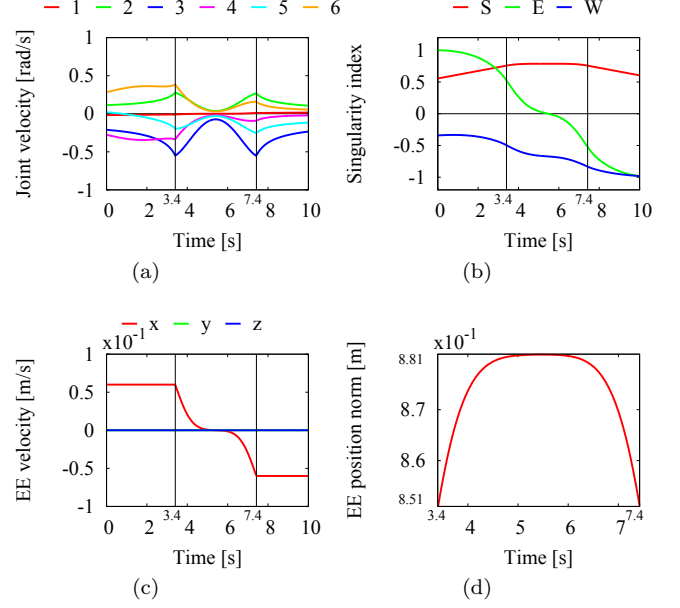 1 2 3 4 5 6
Joint velocity [rad/s]
1
0.5
0
-0.5
-1
0 2 3.4 4 6 7.4 8 10
Time [s]
(a)
S E W
Singularity index
1
0.5
0
-0.5
-1
0 2 3.4 4 6 7.4 8 10
Time [s]
(b)
x y z
x10-1
EE velocity [m/s]
1
0.5
0
-0.5
-1
0 2 3.4 4 6 7.4 8 10
Time [s]
(c)
x10-1
EE position norm [m]
8.81
8.7
8.6
8.51
3.4 4 5 6 7 7.4
Time [s]
(d)